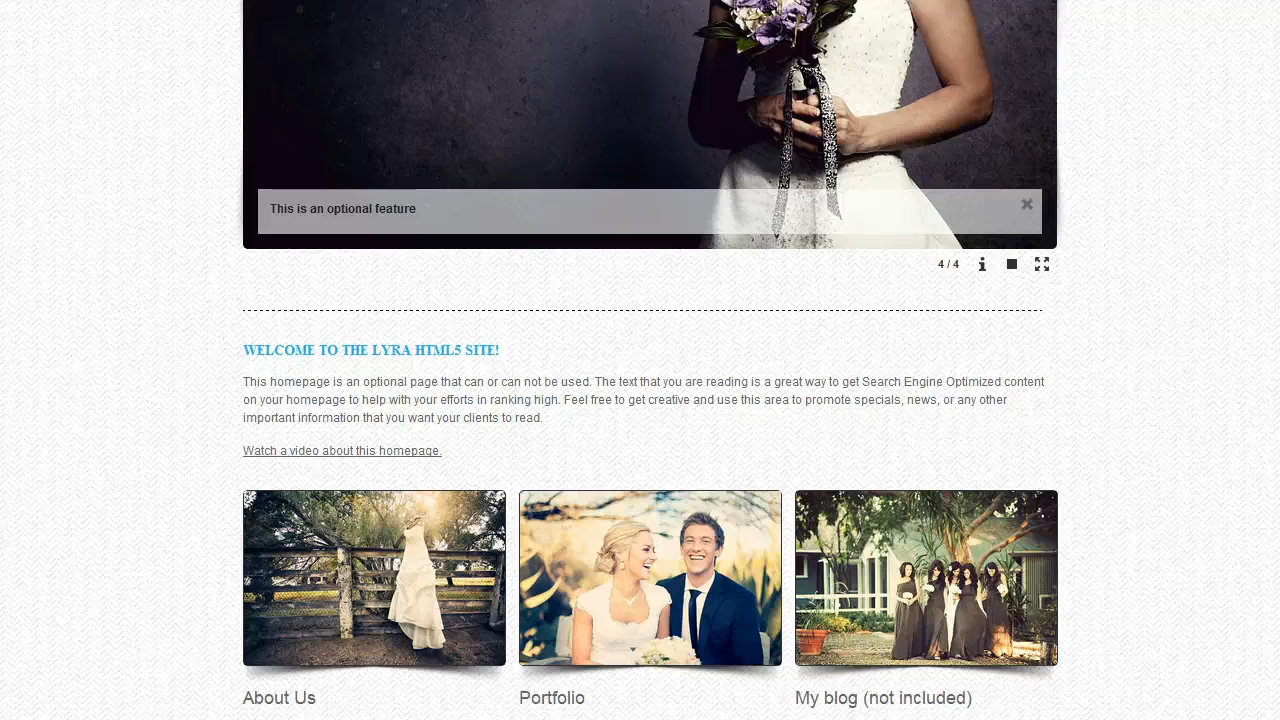 This is an optional feature
4 / 4
WELCOME TO THE LYRA HTML5 SITE!
This homepage is an optional page that can or can not be used. The text that you are reading is a great way to get Search Engine Optimized content
on your homepage to help with your efforts in ranking high. Feel free to get creative and use this area to promote specials, news, or any other
important information that you want your clients to read.
Watch a video about this homepage.
About Us
Portfolio
My blog (not included)